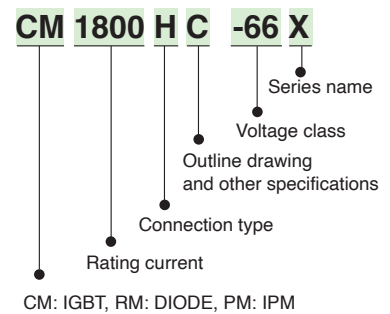 CM 1800 H C -66 X
Series name
Voltage class
Outline drawing
and other specifications
Connection type
Rating current
CM: IGBT, RM: DIODE, PM: IPM